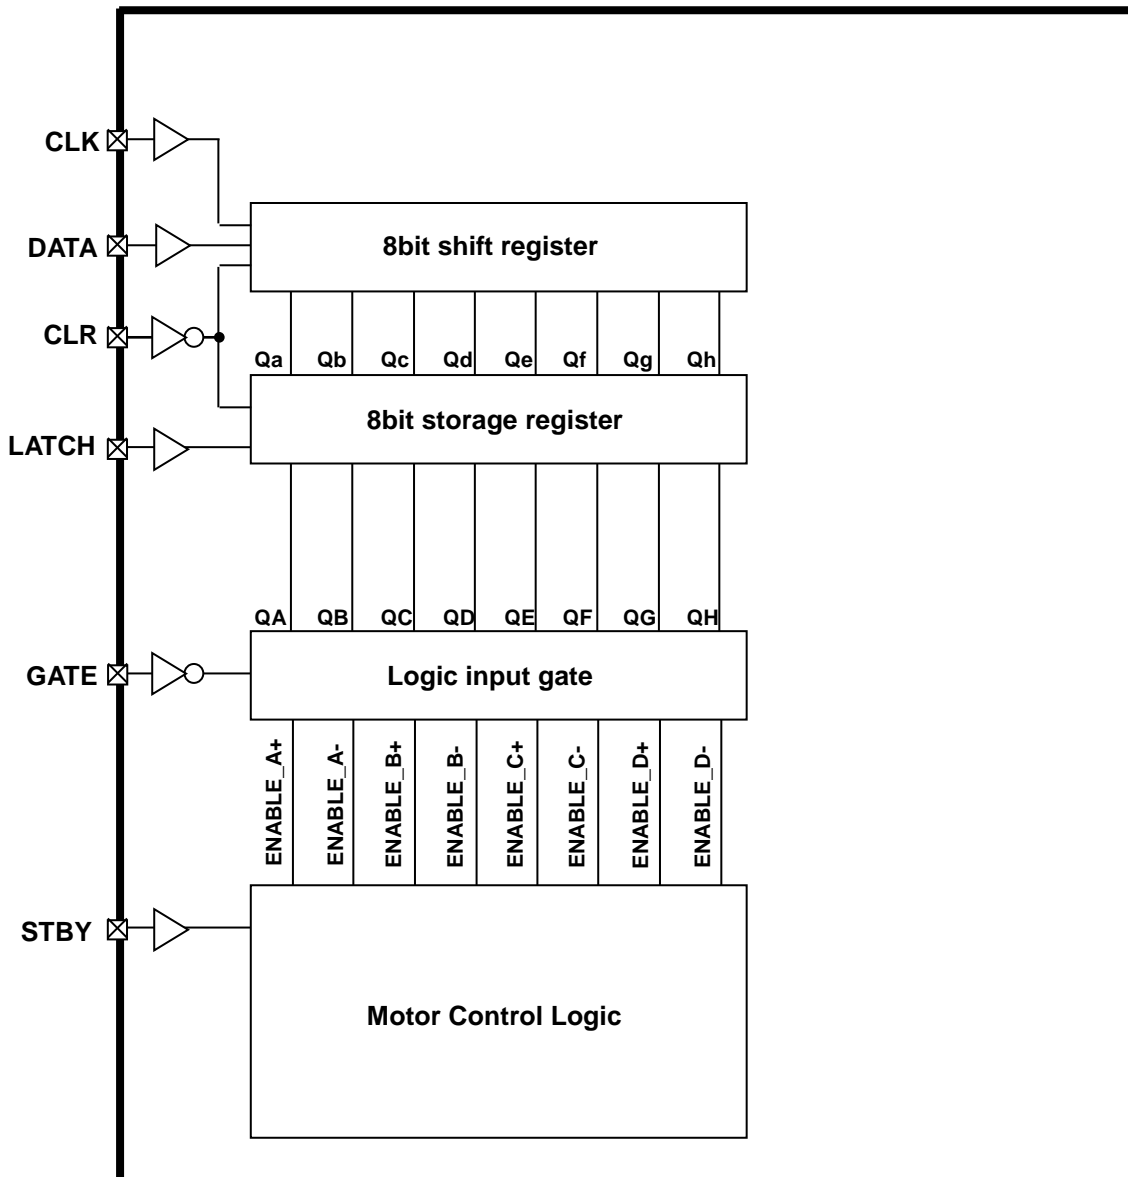 CLK
DATA
8bit shift register
CLR
Qa Qb Qc Qd Qe Qf Qg Qh
8bit storage register
LATCH
QA QB QC QD QE QF QG QH
GATE
Logic input gate
ENABLE_A+
ENABLE_A-
ENABLE_B+
ENABLE_B-
ENABLE_C+
ENABLE_C-
ENABLE_D+
ENABLE_D-
STBY
Motor Control Logic